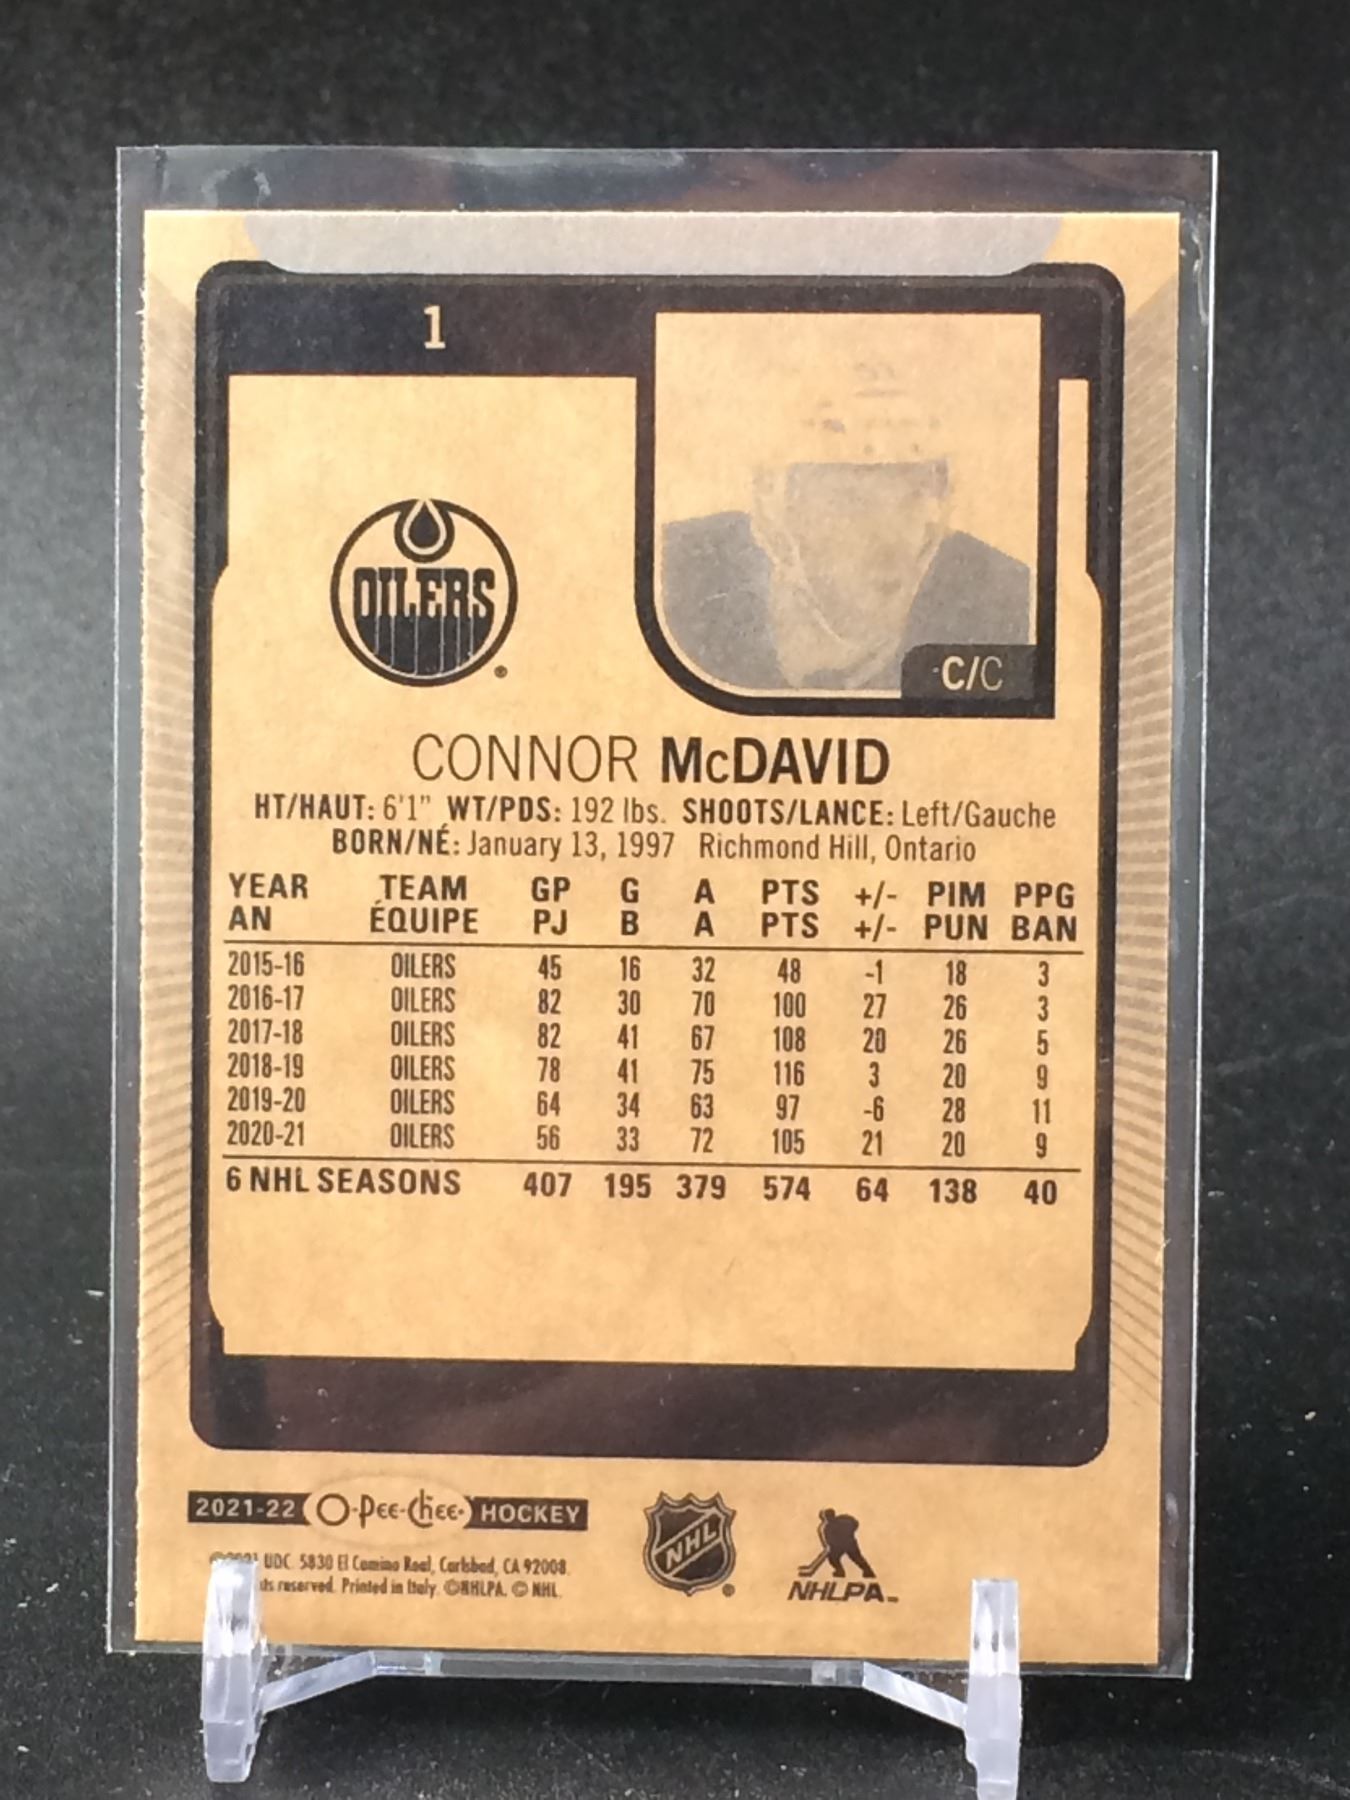 1
OILERS
C/C
CONNOR McDAVID
HT/HAUT: 6'1" WT/PDS: 192 lbs. SHOOTS/LANCE: Left/Gauche
BORN/NÉ: January 13, 1997 Richmond Hill, Ontario
YEAR TEAM GP G A PTS +/- PIM PPG
AN ÉQUIPE PJ B A PTS +/- PUN BAN
2015-16 OILERS 45 16 32 48 -1 18 3
2016-17 OILERS 82 30 70 100 27 26 3
2017-18 OILERS 82 41 67 108 20 26 5
2018-19 OILERS 78 41 75 116 3 20 9
2019-20 OILERS 64 34 63 97 -6 28 11
2020-21 OILERS 56 33 72 105 21 20 9
6 NHL SEASONS 407 195 379 574 64 138 40
2021-22 O-Pee-Chee HOCKEY
UDC. 5830 El Camino Real, Carlsbad, CA 92008.
reserved. Printed in Italy. ©NHLPA. © NHL.
NHL
NHLPA